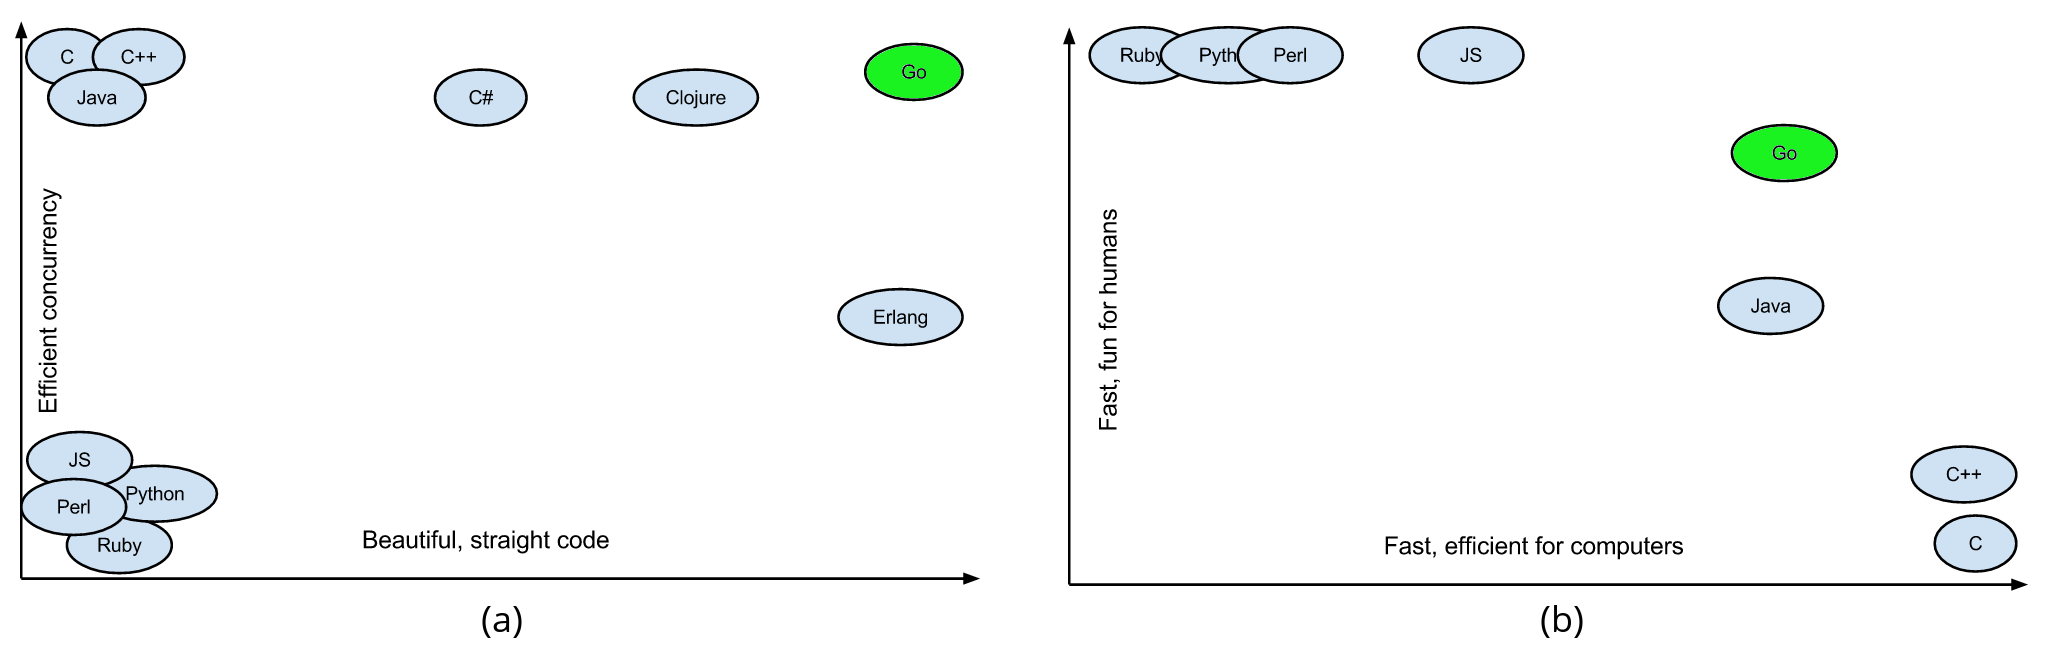 C
C++
Java
C#
Clojure
Go
Efficient concurrency
Erlang
JS
Python
Perl
Ruby
Beautiful, straight code
(a)
Ruby
Pyth
Perl
JS
Go
Fast, fun for humans
Java
C++
C
Fast, efficient for computers
(b)